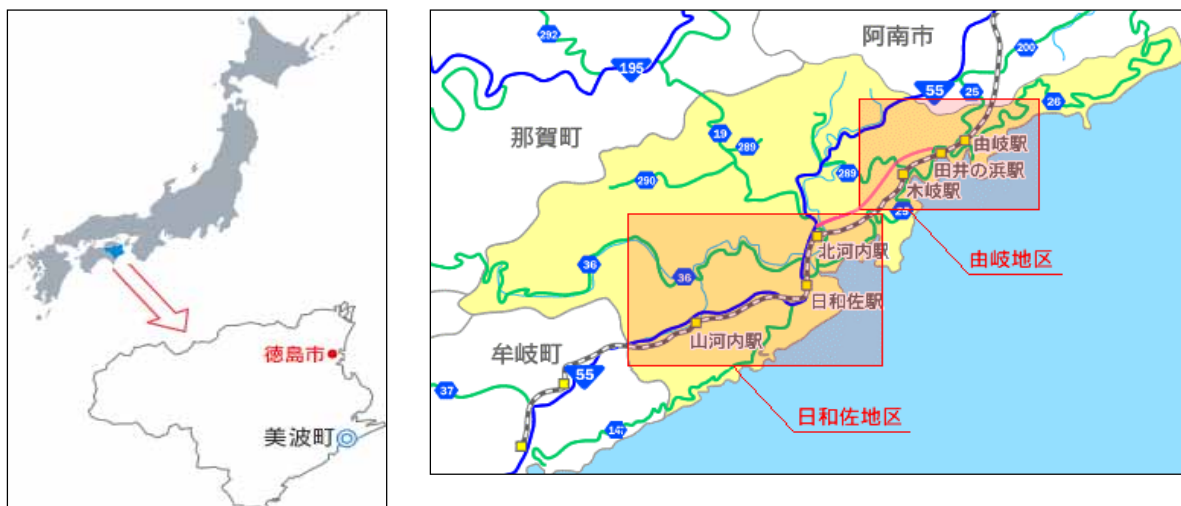 徳島市
美波町
阿南市
292
200
195
55
25
26
那賀町
19
289
由岐駅
田井の浜駅
290
289
木岐駅
25
北河内駅
由岐地区
36
36
日和佐駅
山河内駅
牟岐町
55
37
日和佐地区
147